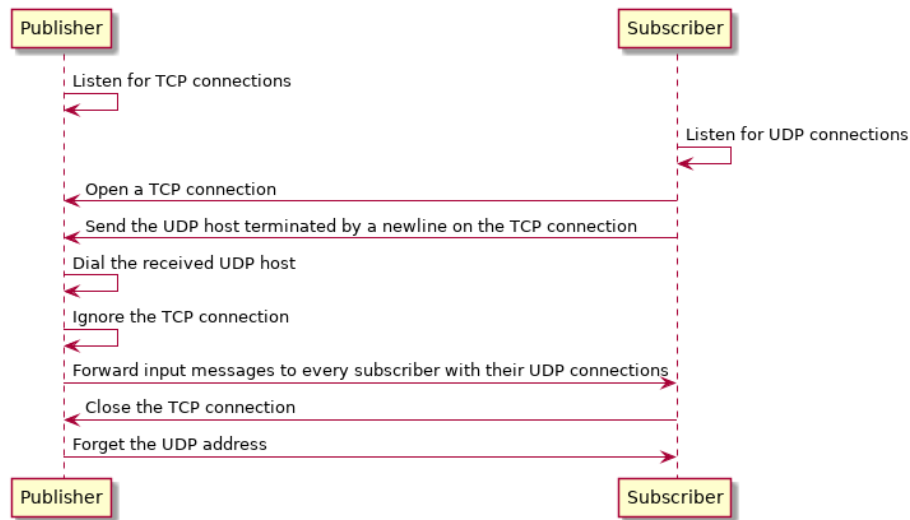 Publisher Subscriber
Listen for TCP connections
Listen for UDP connections
Open a TCP connection
Send the UDP host terminated by a newline on the TCP connection
Dial the received UDP host
Ignore the TCP connection
Forward input messages to every subscriber with their UDP connections
Close the TCP connection
Forget the UDP address
Publisher Subscriber